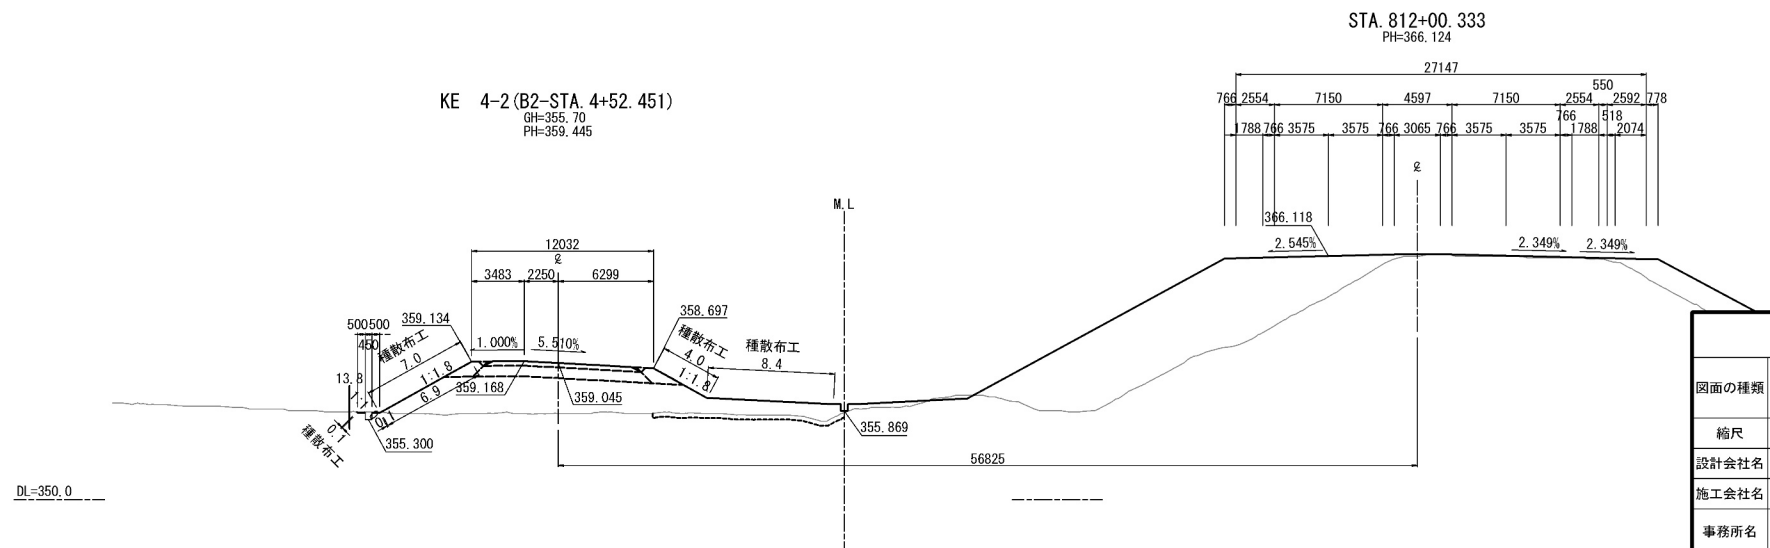 STA. 812+00. 333
PH=366. 124
27147
550
766 2554 7150 4597 7150 2554 2592 778
766 518
1788 766 3575 3575 766 3065 766 3575 3575 1788 2074
KE 4-2(B2-STA. 4+52. 451)
GH=355. 70
PH=359. 445
M. L
366. 118
2. 545%
2. 349%
2. 349%
12032
3483 2250 6299
359. 134
358. 697
500 500
450
種散布工
7. 0
1. 000%
5. 510%
種散布工
4. 0
1:1. 8
種散布工
8. 4
13. 8
1:1. 8
6. 9
359. 168
359. 045
0. 1
種散布工
355. 300
355. 869
56825
DL=350. 0
図面の種類
縮尺
設計会社名
施工会社名
事務所名